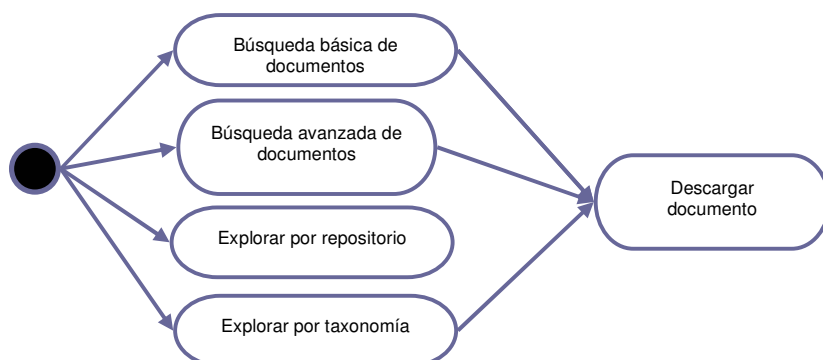 Búsqueda básica de
documentos
Búsqueda avanzada de
documentos
Descargar
documento
Explorar por repositorio
Explorar por taxonomía